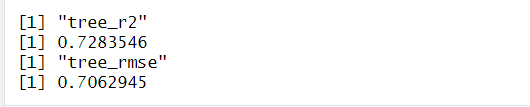 [1] "tree_r2"
[1] 0.7283546
[1] "tree_rmse"
[1] 0.7062945